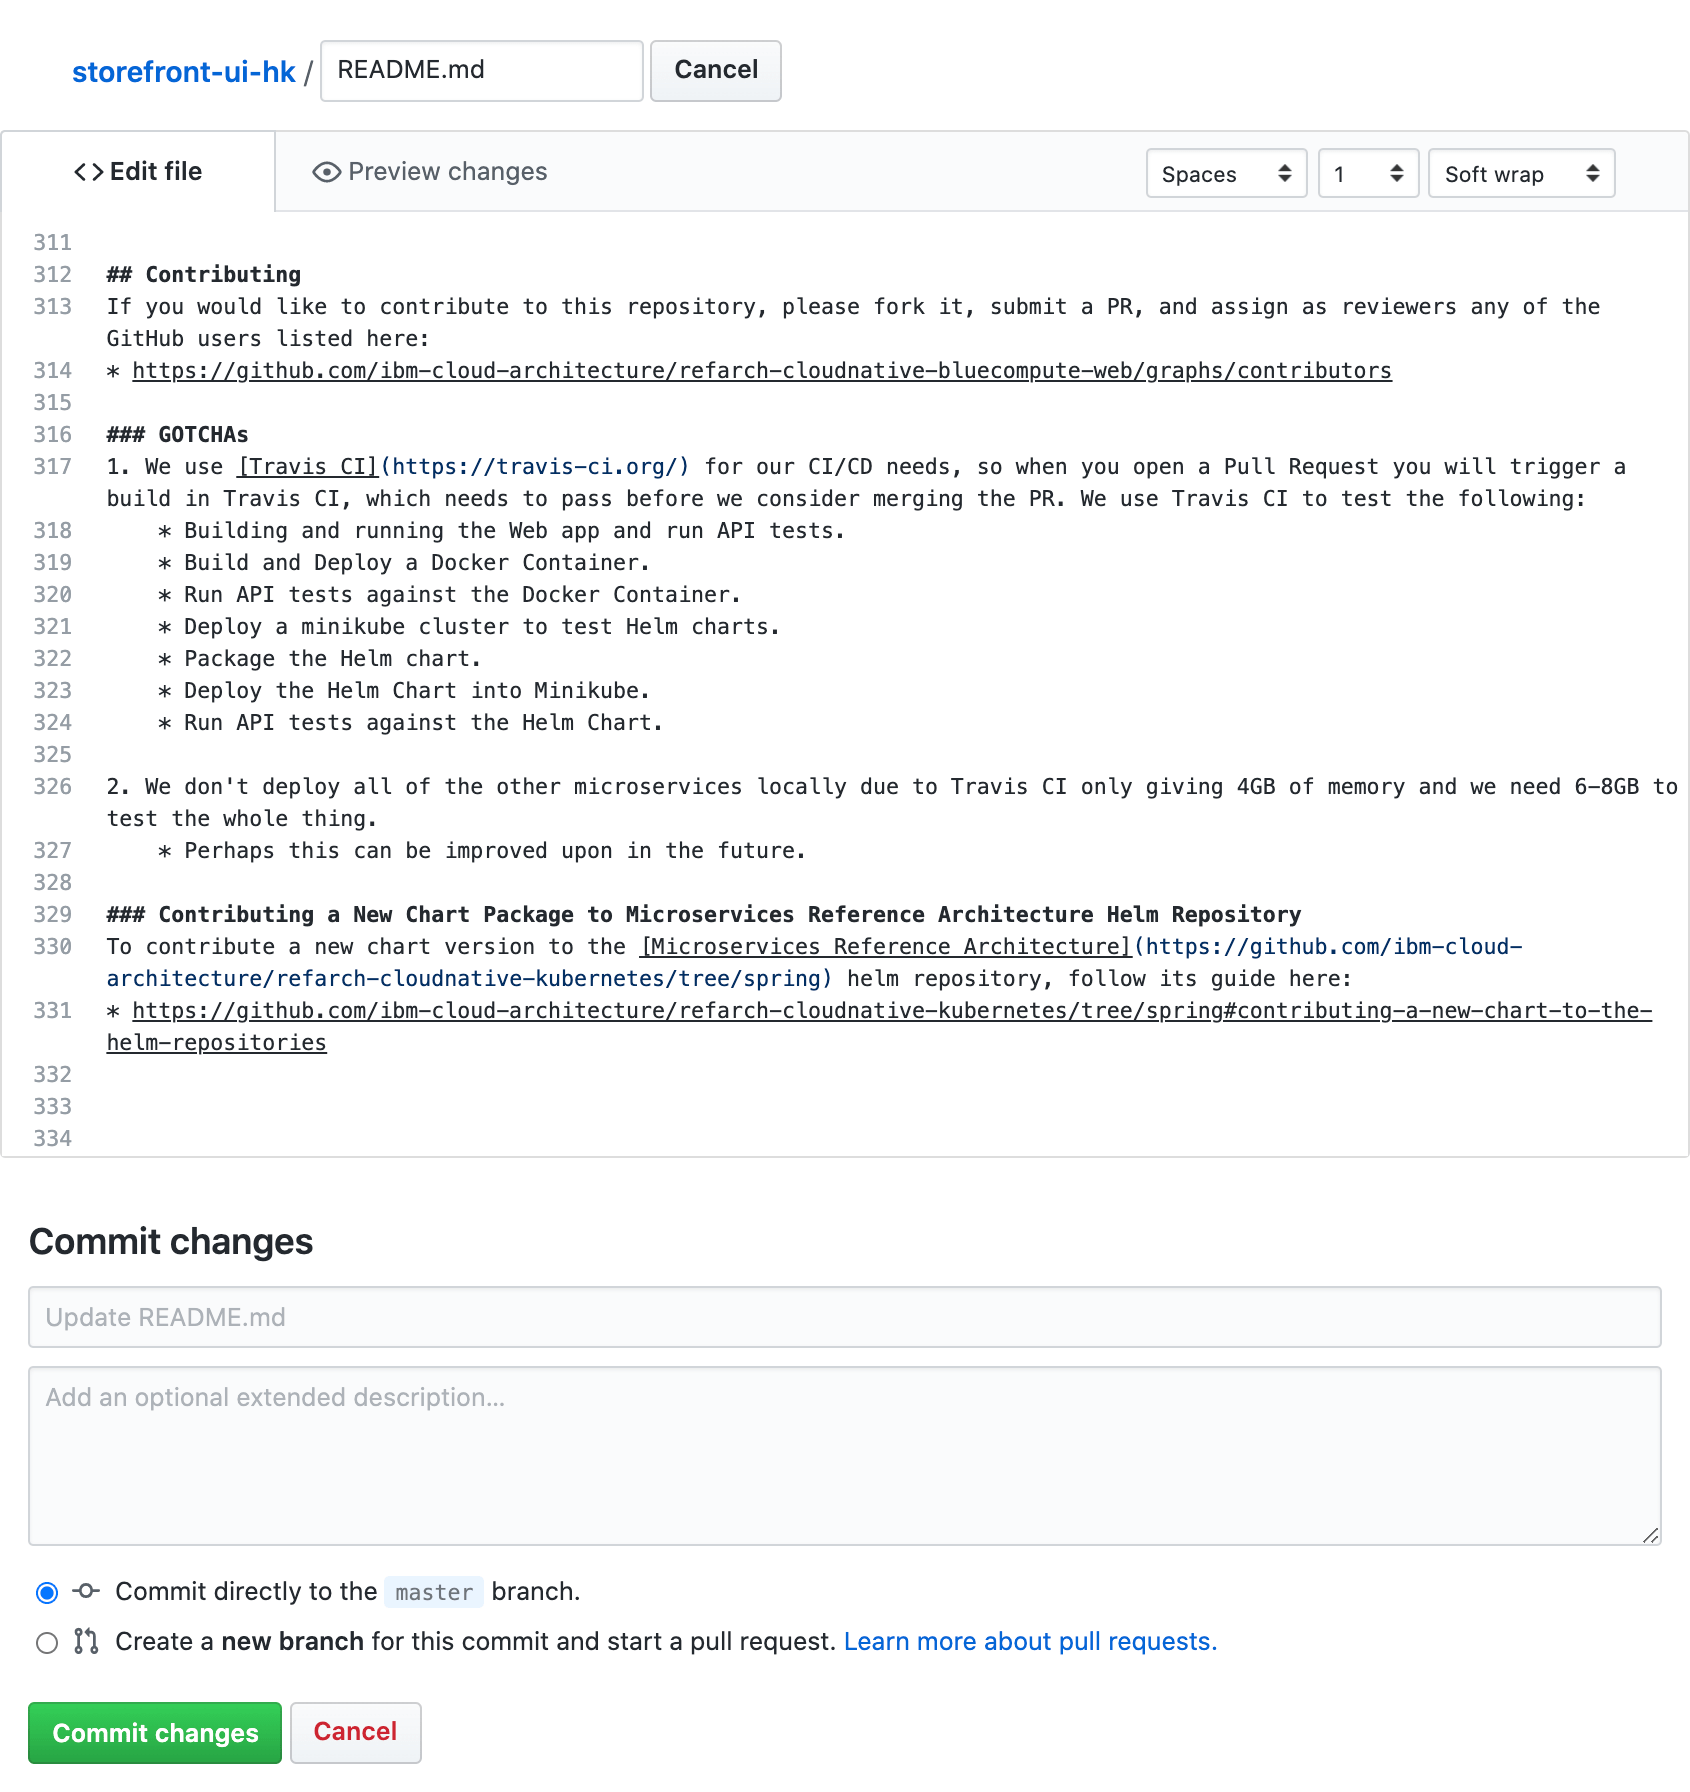 storefront-ui-hk / README.md Cancel
Edit file Preview changes Spaces 1 Soft wrap
311
312 ## Contributing
313 If you would like to contribute to this repository, please fork it, submit a PR, and assign as reviewers any of the
GitHub users listed here:
314 * https://github.com/ibm-cloud-architecture/refarch-cloudnative-bluecompute-web/graphs/contributors
315
316 ### GOTCHAs
317 1. We use [Travis CI](https://travis-ci.org/) for our CI/CD needs, so when you open a Pull Request you will trigger a
build in Travis CI, which needs to pass before we consider merging the PR. We use Travis CI to test the following:
318 * Building and running the Web app and run API tests.
319 * Build and Deploy a Docker Container.
320 * Run API tests against the Docker Container.
321 * Deploy a minikube cluster to test Helm charts.
322 * Package the Helm chart.
323 * Deploy the Helm Chart into Minikube.
324 * Run API tests against the Helm Chart.
325
326 2. We don't deploy all of the other microservices locally due to Travis CI only giving 4GB of memory and we need 6-8GB to
test the whole thing.
327 * Perhaps this can be improved upon in the future.
328
329 ### Contributing a New Chart Package to Microservices Reference Architecture Helm Repository
330 To contribute a new chart version to the [Microservices Reference Architecture](https://github.com/ibm-cloud-
architecture/refarch-cloudnative-kubernetes/tree/spring) helm repository, follow its guide here:
331 * https://github.com/ibm-cloud-architecture/refarch-cloudnative-kubernetes/tree/spring#contributing-a-new-chart-to-the-
helm-repositories
332
333
334
Commit changes
Update README.md
Add an optional extended description...
Commit directly to the master branch.
Create a new branch for this commit and start a pull request. Learn more about pull requests.
Commit changes Cancel